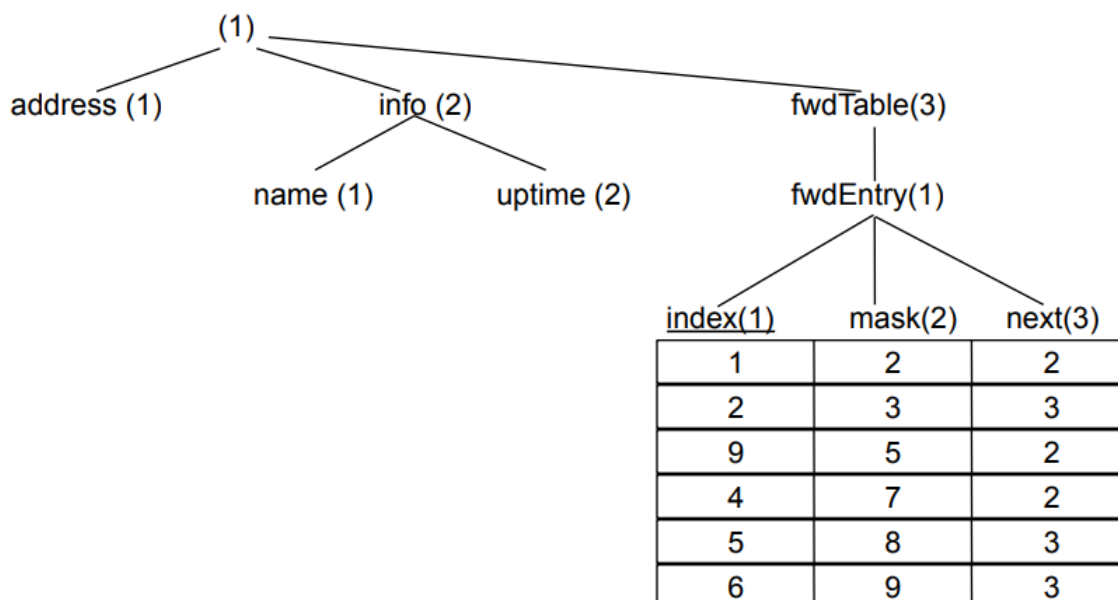 (1)
address (1) info (2) fwdTable(3)
name (1) uptime (2) fwdEntry(1)
index(1) mask(2) next(3)
1 2 2
2 3 3
9 5 2
4 7 2
5 8 3
6 9 3